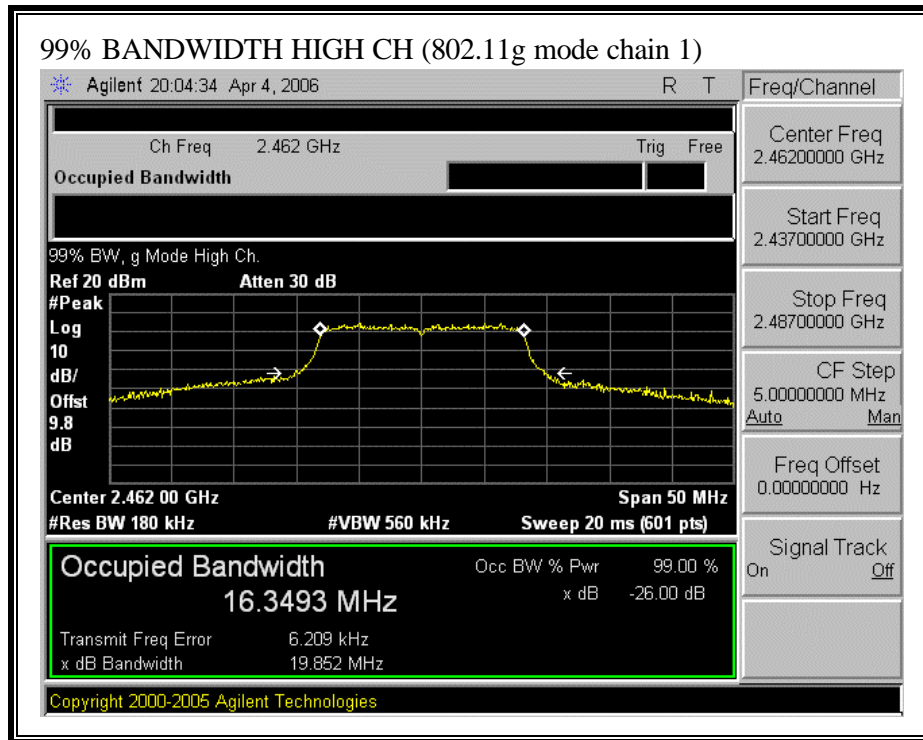 99% BANDWIDTH HIGH CH (802.11g mode chain 1)
Agilent 20:04:34 Apr 4, 2006 R T
Ch Freq 2.462 GHz Trig Free
Occupied Bandwidth
99% BW, g Mode High Ch.
Ref 20 dBm Atten 30 dB
#Peak
Log
10
dB/
Offst
9.8
dB
Center 2.462 00 GHz Span 50 MHz
#Res BW 180 kHz #VBW 560 kHz Sweep 20 ms (601 pts)
Occupied Bandwidth
16.3493 MHz
Occ BW % Pwr 99.00 %
x dB -26.00 dB
Transmit Freq Error 6.209 kHz
x dB Bandwidth 19.852 MHz
Copyright 2000-2005 Agilent Technologies
Freq/Channel
Center Freq
2.46200000 GHz
Start Freq
2.43700000 GHz
Stop Freq
2.48700000 GHz
CF Step
5.00000000 MHz
Auto Man
Freq Offset
0.00000000 Hz
Signal Track
On Off